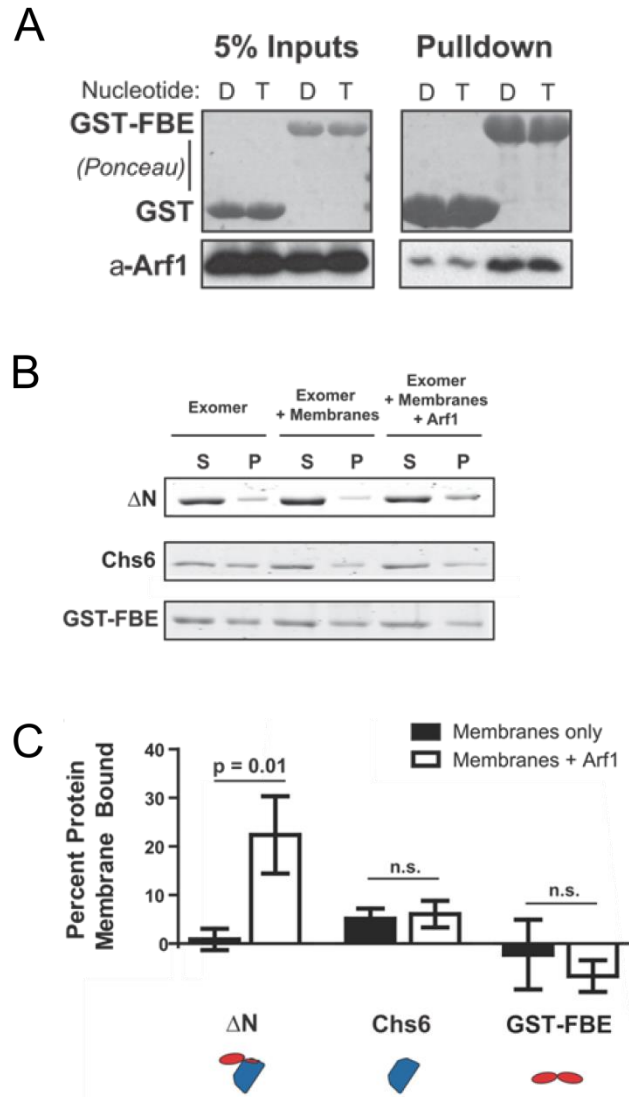 A
5% Inputs Pulldown
Nucleotide: D T D T D T D T
GST-FBE
(Ponceau)
GST
a-Arf1
B
Exomer
Exomer
+ Membranes
Exomer
+ Membranes
+ Arf1
S P S P S P
ΔN
Chs6
GST-FBE
C
Membranes only
Membranes + Arf1
Percent Protein
Membrane Bound
40
30
20
10
0
p = 0.01
n.s.
n.s.
ΔN Chs6 GST-FBE